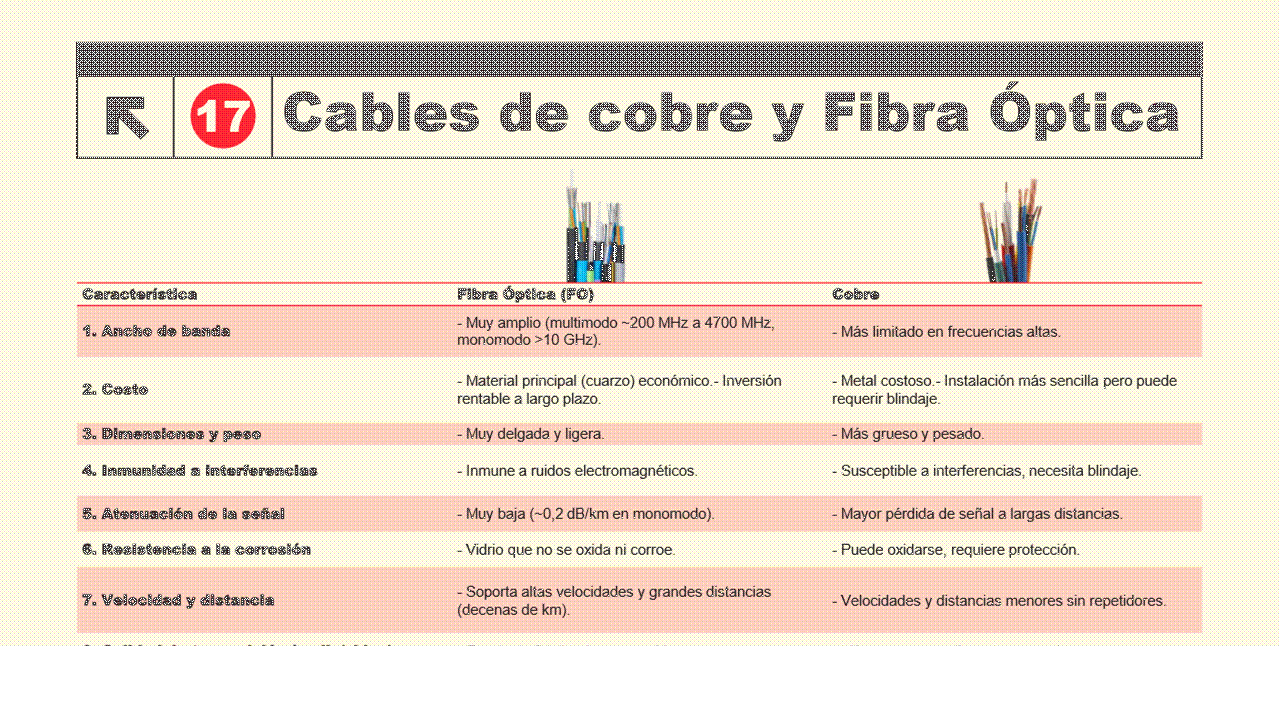 17 Cables de cobre y Fibra Óptica
Característica Fibra Óptica (FO) Cobre
1. Ancho de banda - Muy amplio (multimodo ~200 MHz a 4700 MHz, - Más limitado en frecuencias altas.
monomodo >10 GHz).
2. Costo - Material principal (cuarzo) económico.- Inversión - Metal costoso.- Instalación más sencilla pero puede
rentable a largo plazo. requerir blindaje.
3. Dimensiones y peso - Muy delgada y ligera. - Más grueso y pesado.
4. Inmunidad a interferencias - Inmune a ruidos electromagnéticos. - Susceptible a interferencias, necesita blindaje.
5. Atenuación de la señal - Muy baja (~0,2 dB/km en monomodo). - Mayor pérdida de señal a largas distancias.
6. Resistencia a la corrosión - Vidrio que no se oxida ni corroe. - Puede oxidarse, requiere protección.
7. Velocidad y distancia - Soporta altas velocidades y grandes distancias - Velocidades y distancias menores sin repetidores.
(decenas de km).